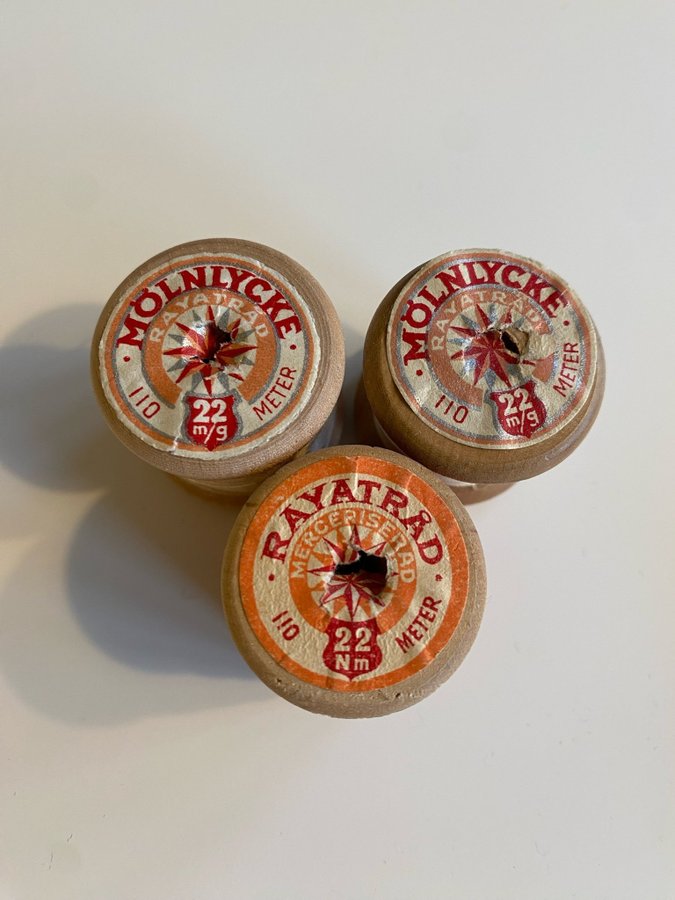 MÖLNLYCKE
RAYATRÅD
110 METER
22
m/g
MÖLNLYCKE
RAYATRÅD
110 METER
22
m/g
RAYATRÅD
MERCERISERAD
110 METER
22
Nm